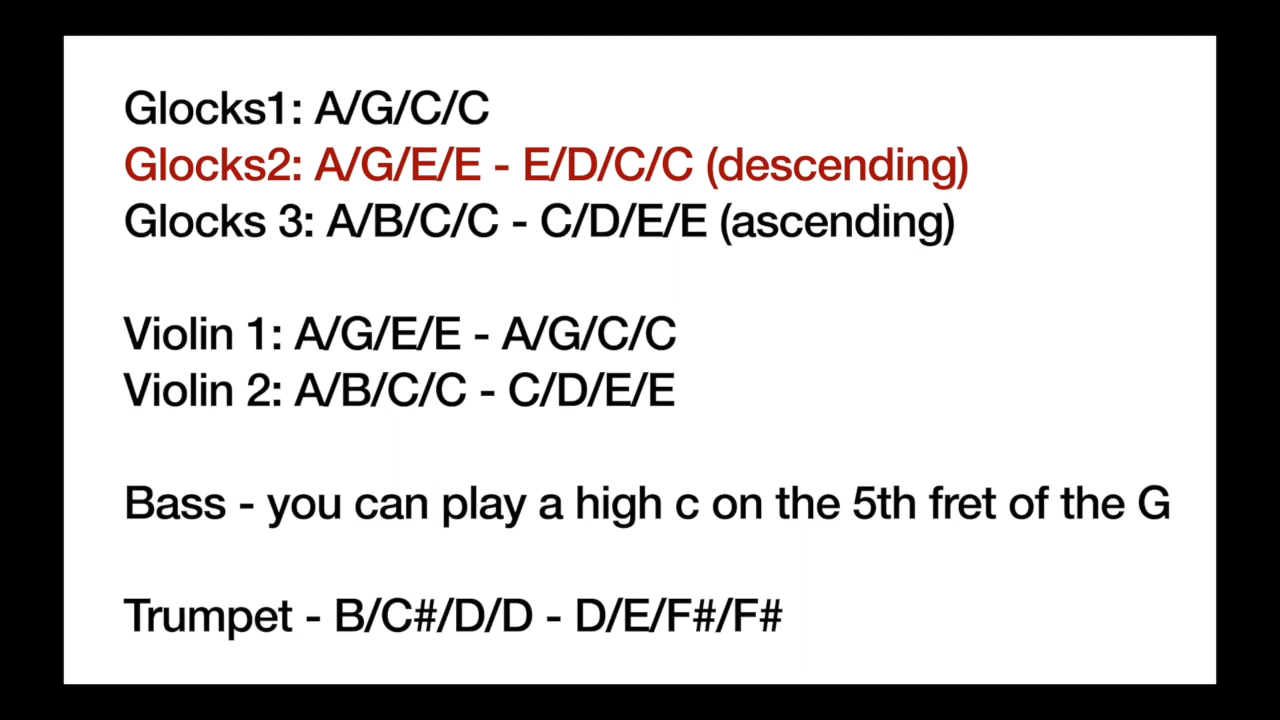 Glocks1: A/G/C/C
Glocks2: A/G/E/E - E/D/C/C (descending)
Glocks 3: A/B/C/C - C/D/E/E (ascending)
Violin 1: A/G/E/E - A/G/C/C
Violin 2: A/B/C/C - C/D/E/E
Bass - you can play a high c on the 5th fret of the G
Trumpet - B/C#/D/D - D/E/F#/F#